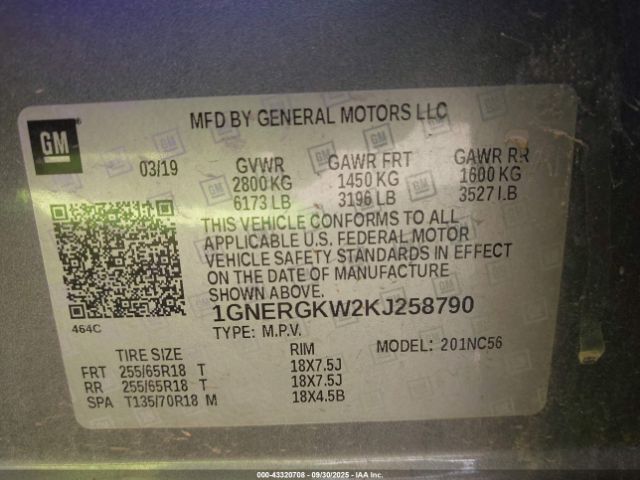 MFD BY GENERAL MOTORS LLC
GM
03/19 GVWR GAWR FRT GAWR RR
2800 KG 1450 KG 1600 KG
6173 LB 3196 LB 3527 LB
THIS VEHICLE CONFORMS TO ALL
APPLICABLE U.S. FEDERAL MOTOR
VEHICLE SAFETY STANDARDS IN EFFECT
ON THE DATE OF MANUFACTURE
SHOWN ABOVE.
464C
1GNERGKW2KJ258790
TYPE: M.P.V. MODEL: 201NC56
TIRE SIZE RIM
FRT 255/65R18 T 18X7.5J
RR 255/65R18 T 18X7.5J
SPA T135/70R18 M 18X4.5B
000-43320708 - 09/30/2025 - IAA Inc.